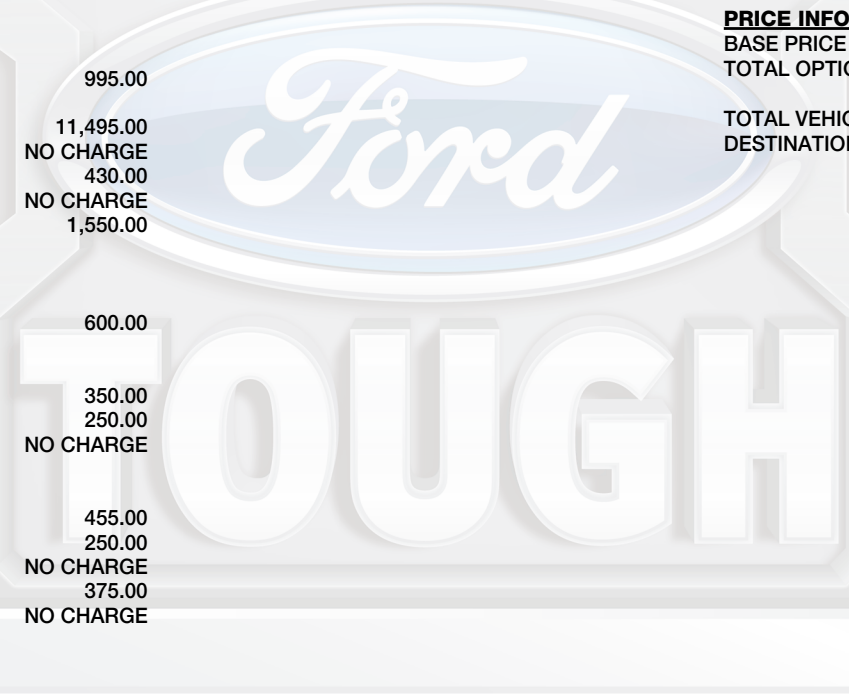 995.00
11,495.00
NO CHARGE
430.00
NO CHARGE
1,550.00
600.00
350.00
250.00
NO CHARGE
455.00
250.00
NO CHARGE
375.00
NO CHARGE
PRICE INFO
BASE PRICE
TOTAL OPTIO
TOTAL VEHIC
DESTINATION
Ford
TOUGH